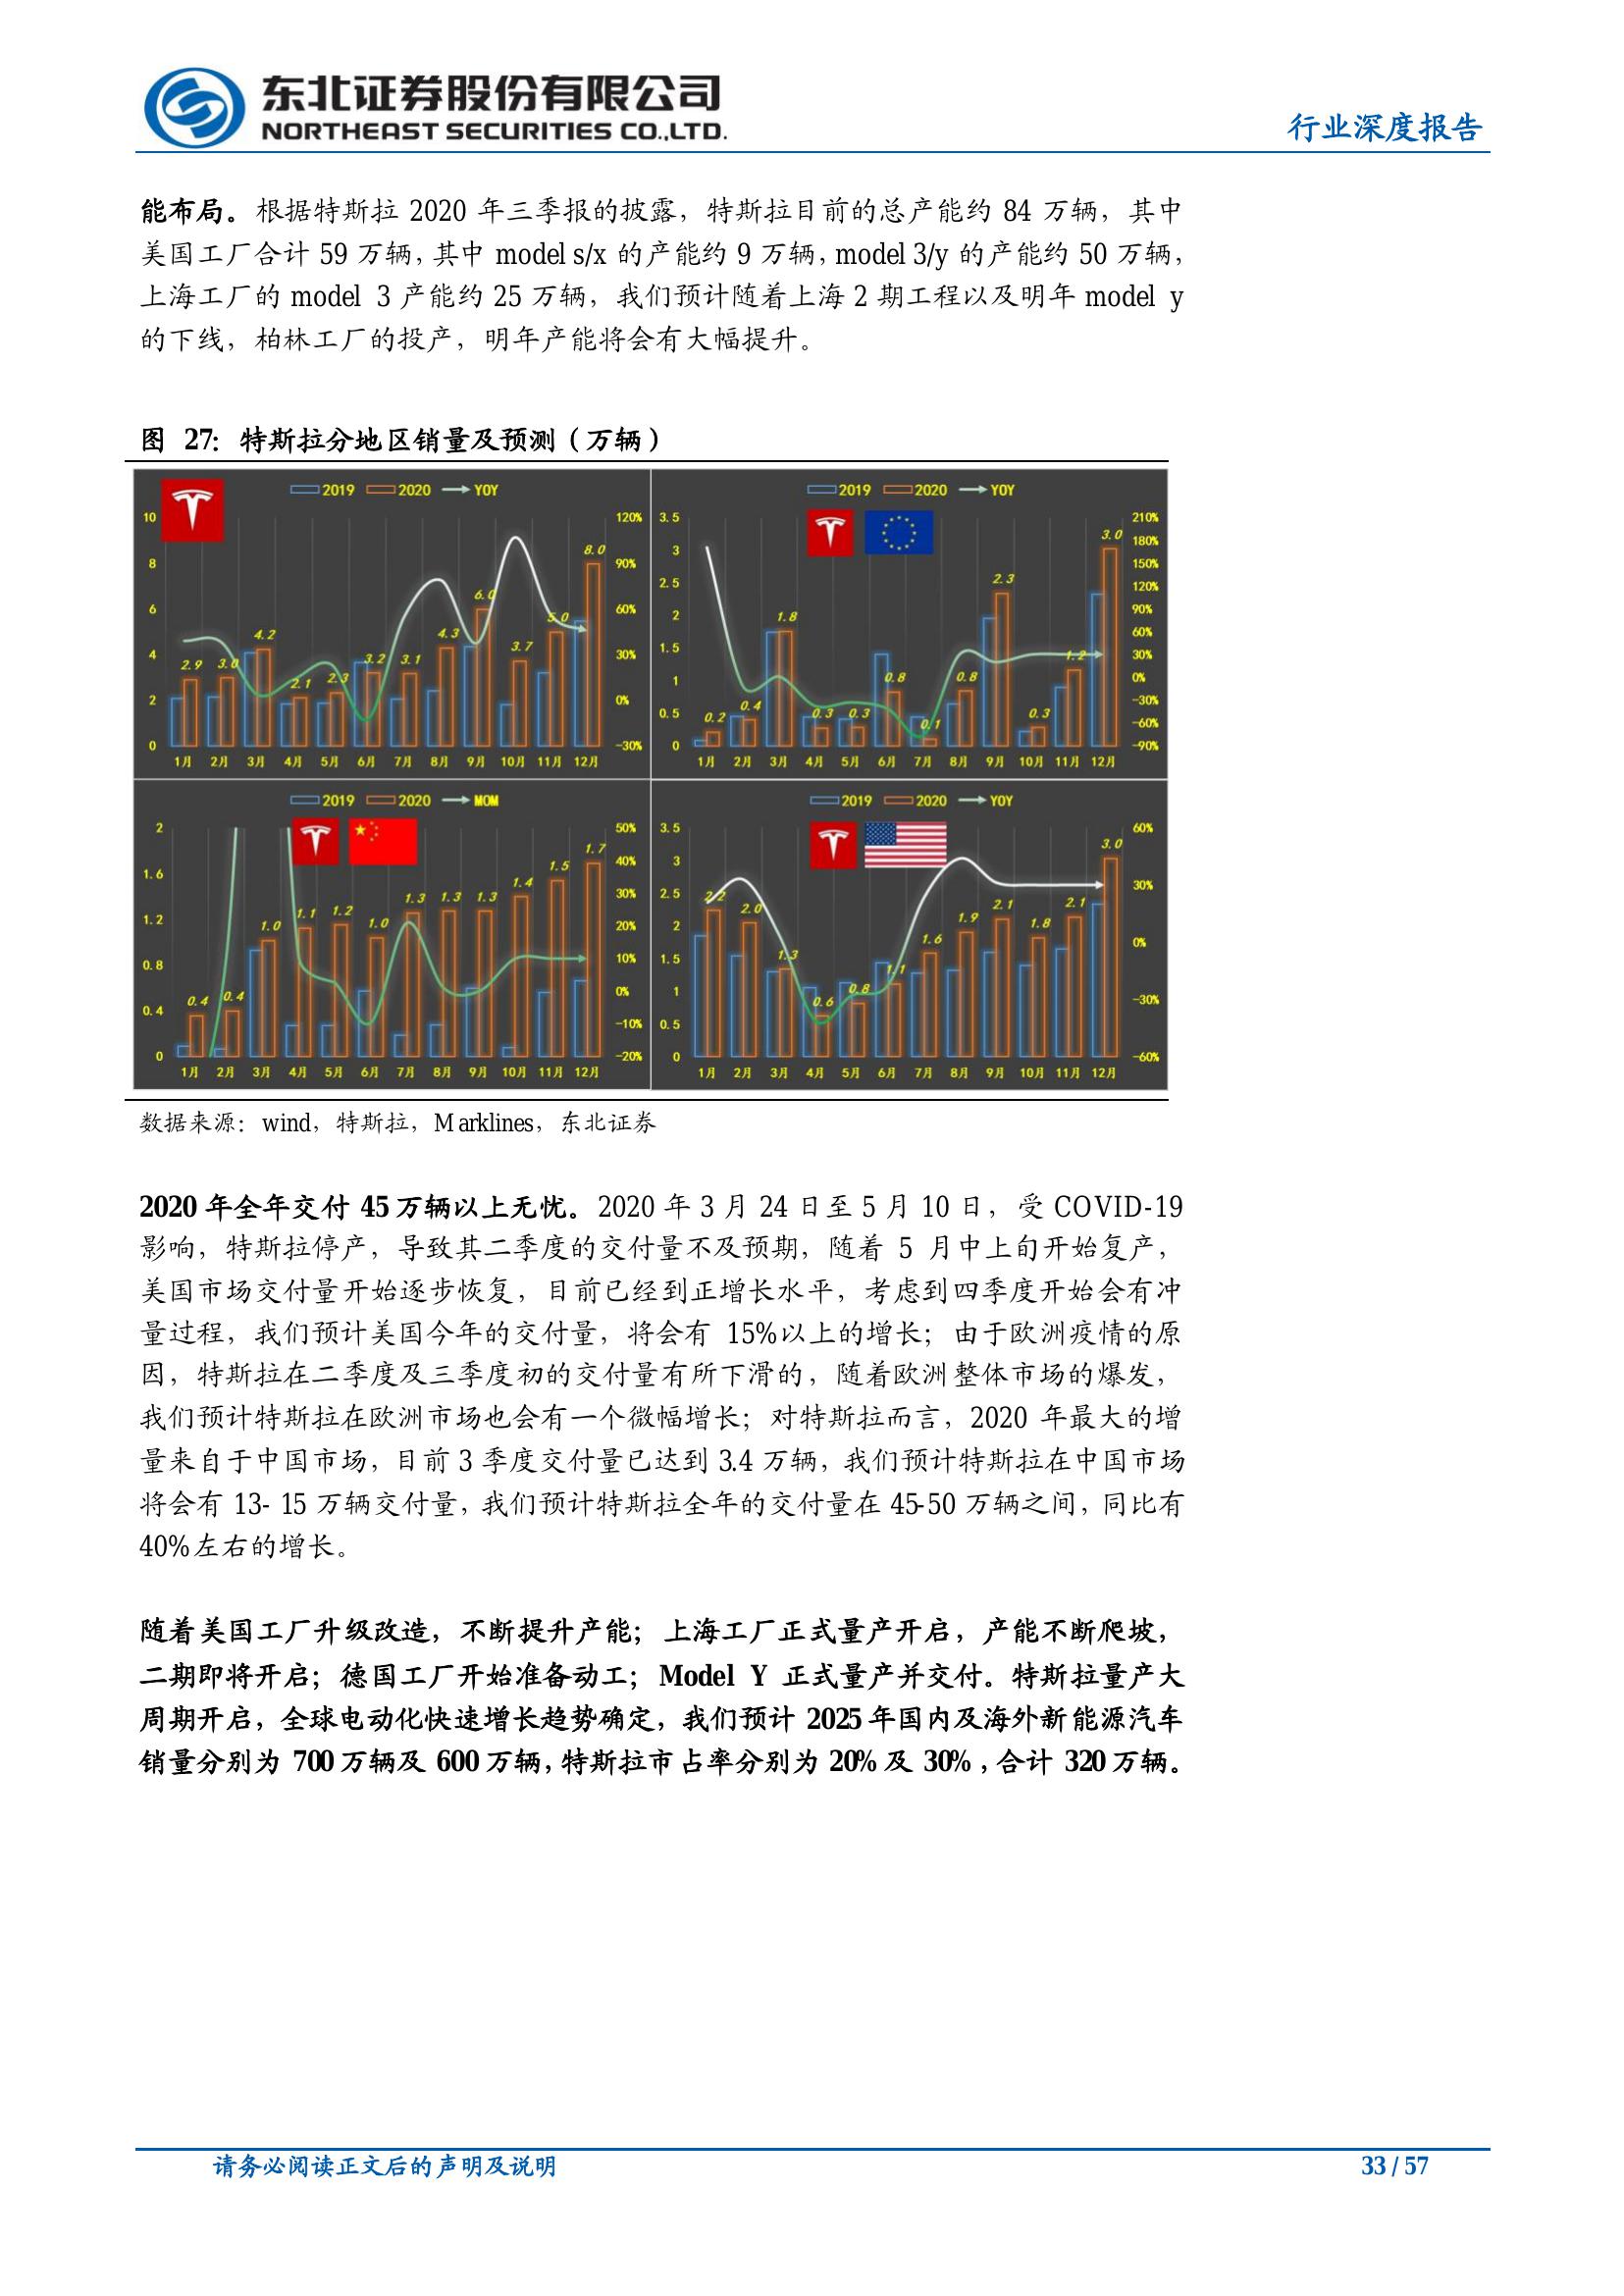 东北证券股份有限公司
NORTHEAST SECURITIES CO.,LTD.
行业深度报告
能布局。根据特斯拉 2020 年三季报的披露，特斯拉目前的总产能约 84 万辆，其中
美国工厂合计 59 万辆，其中 model s/x 的产能约 9 万辆，model 3/y 的产能约 50 万辆，
上海工厂的 model 3 产能约 25 万辆，我们预计随着上海 2 期工程以及明年 model y
的下线，柏林工厂的投产，明年产能将会有大幅提升。
图 27：特斯拉分地区销量及预测（万辆）
2019 2020 YOY
10 8 6 4 2 0
120% 90% 60% 30% 0% -30%
2.9 3.0 4.2 2.1 2.3 3.2 3.1 4.3 6.0 3.7 5.0 8.0
1月 2月 3月 4月 5月 6月 7月 8月 9月 10月 11月 12月
2019 2020 YOY
3.5 3 2.5 2 1.5 1 0.5 0
210% 180% 150% 120% 90% 60% 30% 0% -30% -60% -90%
0.2 0.4 1.8 0.3 0.3 0.8 0.1 0.8 2.3 0.3 1.2 3.0
1月 2月 3月 4月 5月 6月 7月 8月 9月 10月 11月 12月
2019 2020 MOM
2 1.6 1.2 0.8 0.4 0
50% 40% 30% 20% 10% 0% -10% -20%
0.4 0.4 1.0 1.1 1.2 1.0 1.3 1.3 1.3 1.4 1.5 1.7
1月 2月 3月 4月 5月 6月 7月 8月 9月 10月 11月 12月
2019 2020 YOY
3.5 3 2.5 2 1.5 1 0.5 0
60% 30% 0% -30% -60%
2.2 2.0 1.3 0.6 0.8 1.1 1.6 1.9 2.1 1.8 2.1 3.0
1月 2月 3月 4月 5月 6月 7月 8月 9月 10月 11月 12月
数据来源：wind，特斯拉，Marklines，东北证券
2020 年全年交付 45 万辆以上无忧。2020 年 3 月 24 日至 5 月 10 日，受 COVID-19
影响，特斯拉停产，导致其二季度的交付量不及预期，随着 5 月中上旬开始复产，
美国市场交付量开始逐步恢复，目前已经到正增长水平，考虑到四季度开始会有冲
量过程，我们预计美国今年的交付量，将会有 15%以上的增长；由于欧洲疫情的原
因，特斯拉在二季度及三季度初的交付量有所下滑的，随着欧洲整体市场的爆发，
我们预计特斯拉在欧洲市场也会有一个微幅增长；对特斯拉而言，2020 年最大的增
量来自于中国市场，目前 3 季度交付量已达到 3.4 万辆，我们预计特斯拉在中国市场
将会有 13- 15 万辆交付量，我们预计特斯拉全年的交付量在 45-50 万辆之间，同比有
40%左右的增长。
随着美国工厂升级改造，不断提升产能；上海工厂正式量产开启，产能不断爬坡，
二期即将开启；德国工厂开始准备动工；Model Y 正式量产并交付。特斯拉量产大
周期开启，全球电动化快速增长趋势确定，我们预计 2025 年国内及海外新能源汽车
销量分别为 700 万辆及 600 万辆，特斯拉市占率分别为 20% 及 30%，合计 320 万辆。
请务必阅读正文后的声明及说明
33 / 57